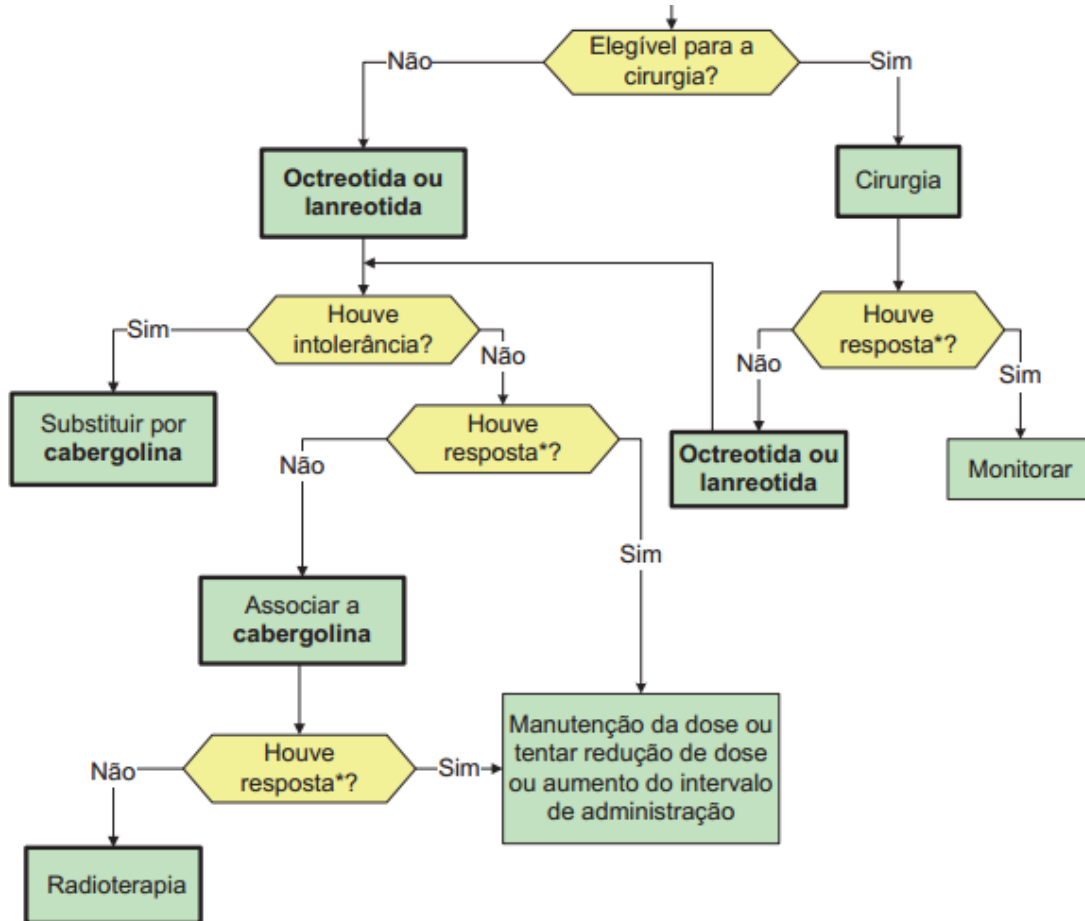 Elegível para a
cirurgia?
Não
Sim
Octreotida ou
lanreotida
Cirurgia
Houve
intolerância?
Sim
Não
Houve
resposta*?
Não
Sim
Substituir por
cabergolina
Houve
resposta*?
Não
Sim
Octreotida ou
lanreotida
Monitorar
Associar a
cabergolina
Manutenção da dose ou
tentar redução de dose
ou aumento do intervalo
de administração
Houve
resposta*?
Não
Sim
Radioterapia